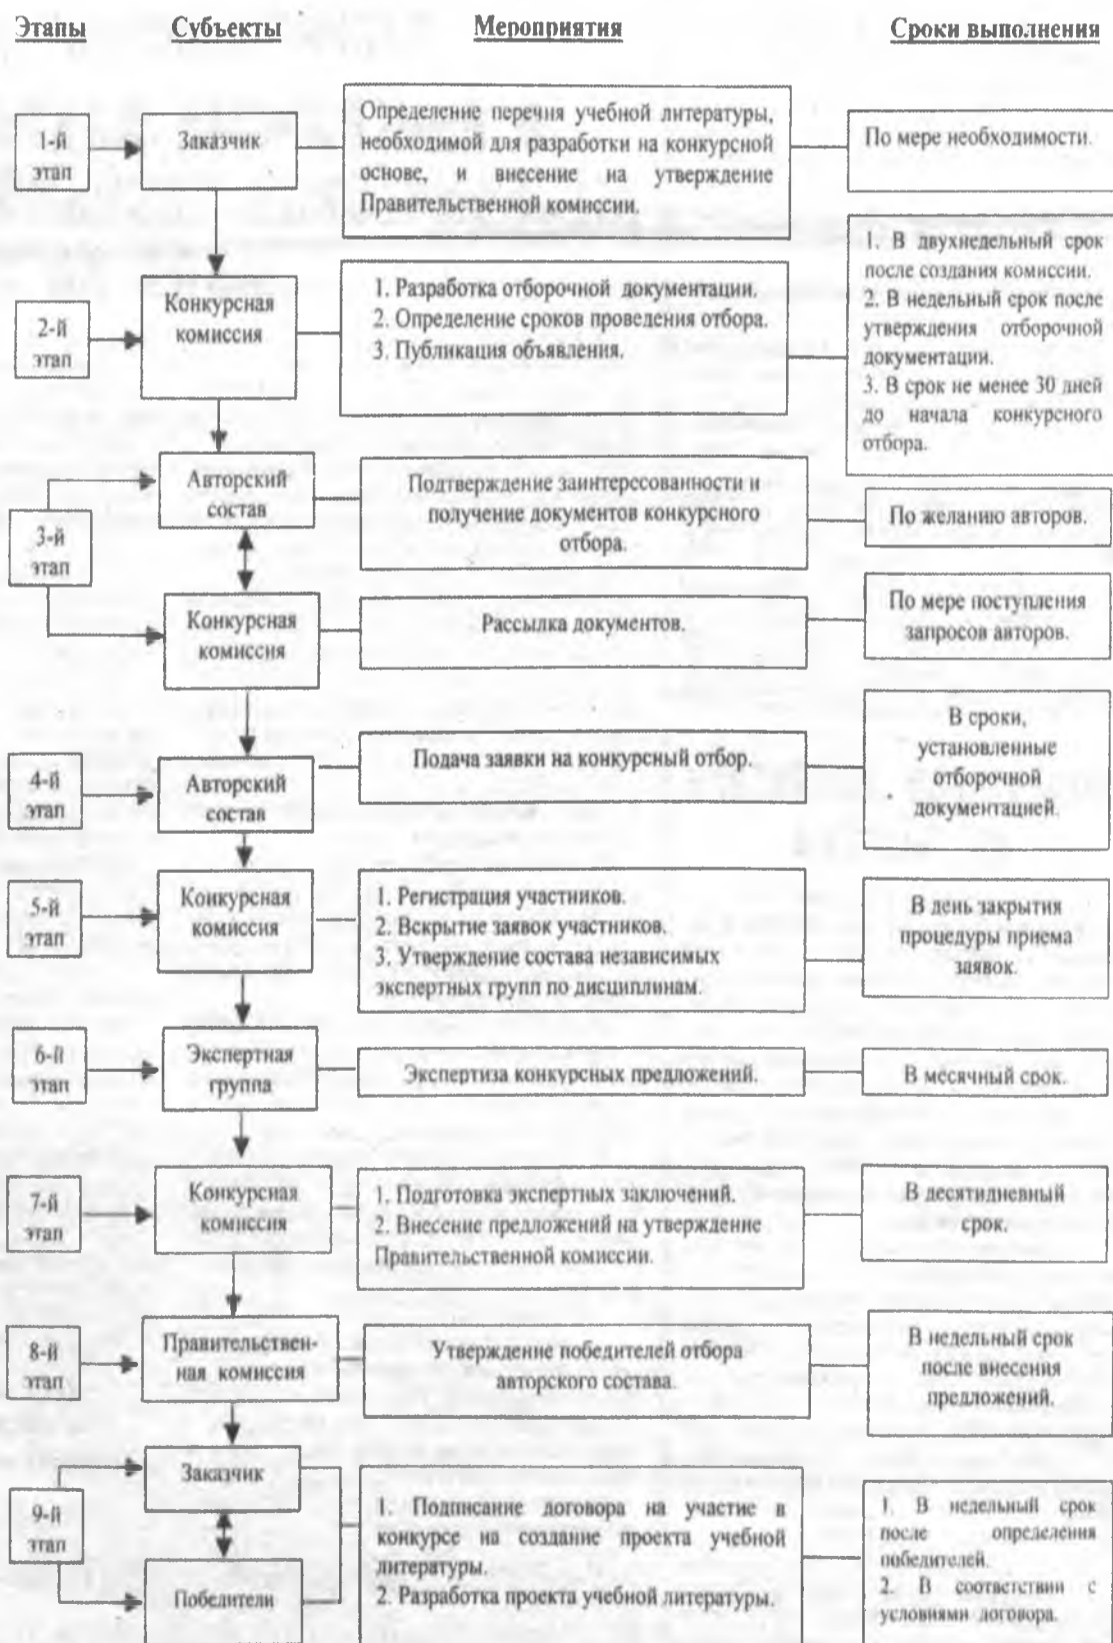 Этапы Субъекты Мероприятия Сроки выполнения
1-й
этап
Заказчик
Определение перечня учебной литературы,
необходимой для разработки на конкурсной
основе, и внесение на утверждение
Правительственной комиссии.
По мере необходимости.
2-й
этап
Конкурсная
комиссия
1. Разработка отборочной документации.
2. Определение сроков проведения отбора.
3. Публикация объявления.
1. В двухнедельный срок
после создания комиссии.
2. В недельный срок после
утверждения отборочной
документации.
3. В срок не менее 30 дней
до начала конкурсного
отбора.
3-й
этап
Авторский
состав
Подтверждение заинтересованности и
получение документов конкурсного
отбора.
По желанию авторов.
Конкурсная
комиссия
Рассылка документов.
По мере поступления
запросов авторов.
4-й
этап
Авторский
состав
Подача заявки на конкурсный отбор.
В сроки,
установленные
отборочной
документацией.
5-й
этап
Конкурсная
комиссия
1. Регистрация участников.
2. Вскрытие заявок участников.
3. Утверждение состава независимых
экспертных групп по дисциплинам.
В день закрытия
процедуры приема
заявок.
6-й
этап
Экспертная
группа
Экспертиза конкурсных предложений.
В месячный срок.
7-й
этап
Конкурсная
комиссия
1. Подготовка экспертных заключений.
2. Внесение предложений на утверждение
Правительственной комиссии.
В десятидневный
срок.
8-й
этап
Правительствен-
ная комиссия
Утверждение победителей отбора
авторского состава.
В недельный срок
после внесения
предложений.
9-й
этап
Заказчик
Победители
1. Подписание договора на участие в
конкурсе на создание проекта учебной
литературы.
2. Разработка проекта учебной литературы.
1. В недельный срок
после определения
победителей.
2. В соответствии с
условиями договора.